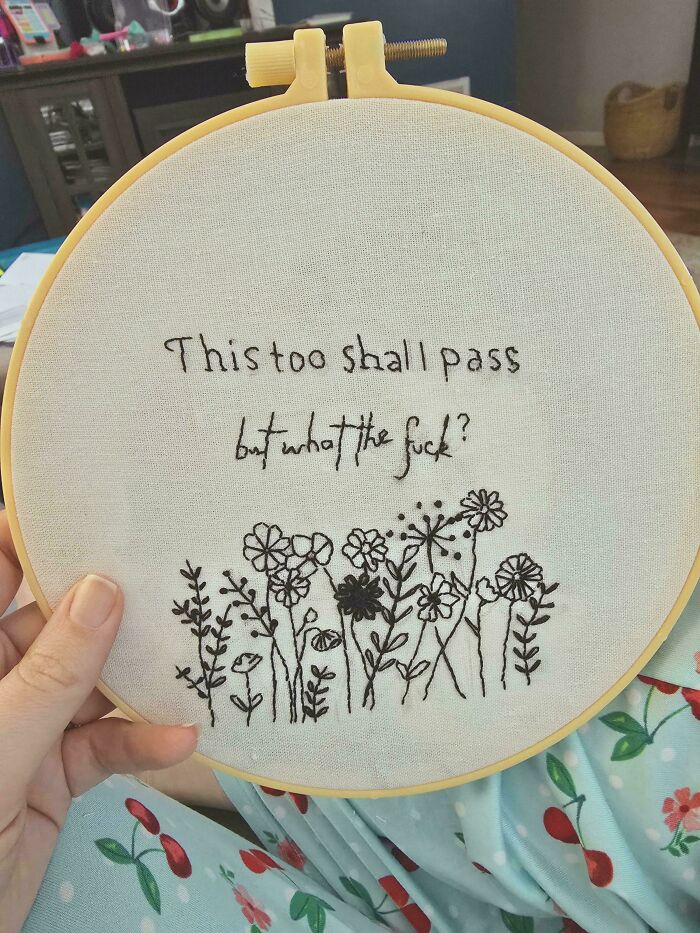 This too shall pass
but what the fuck?